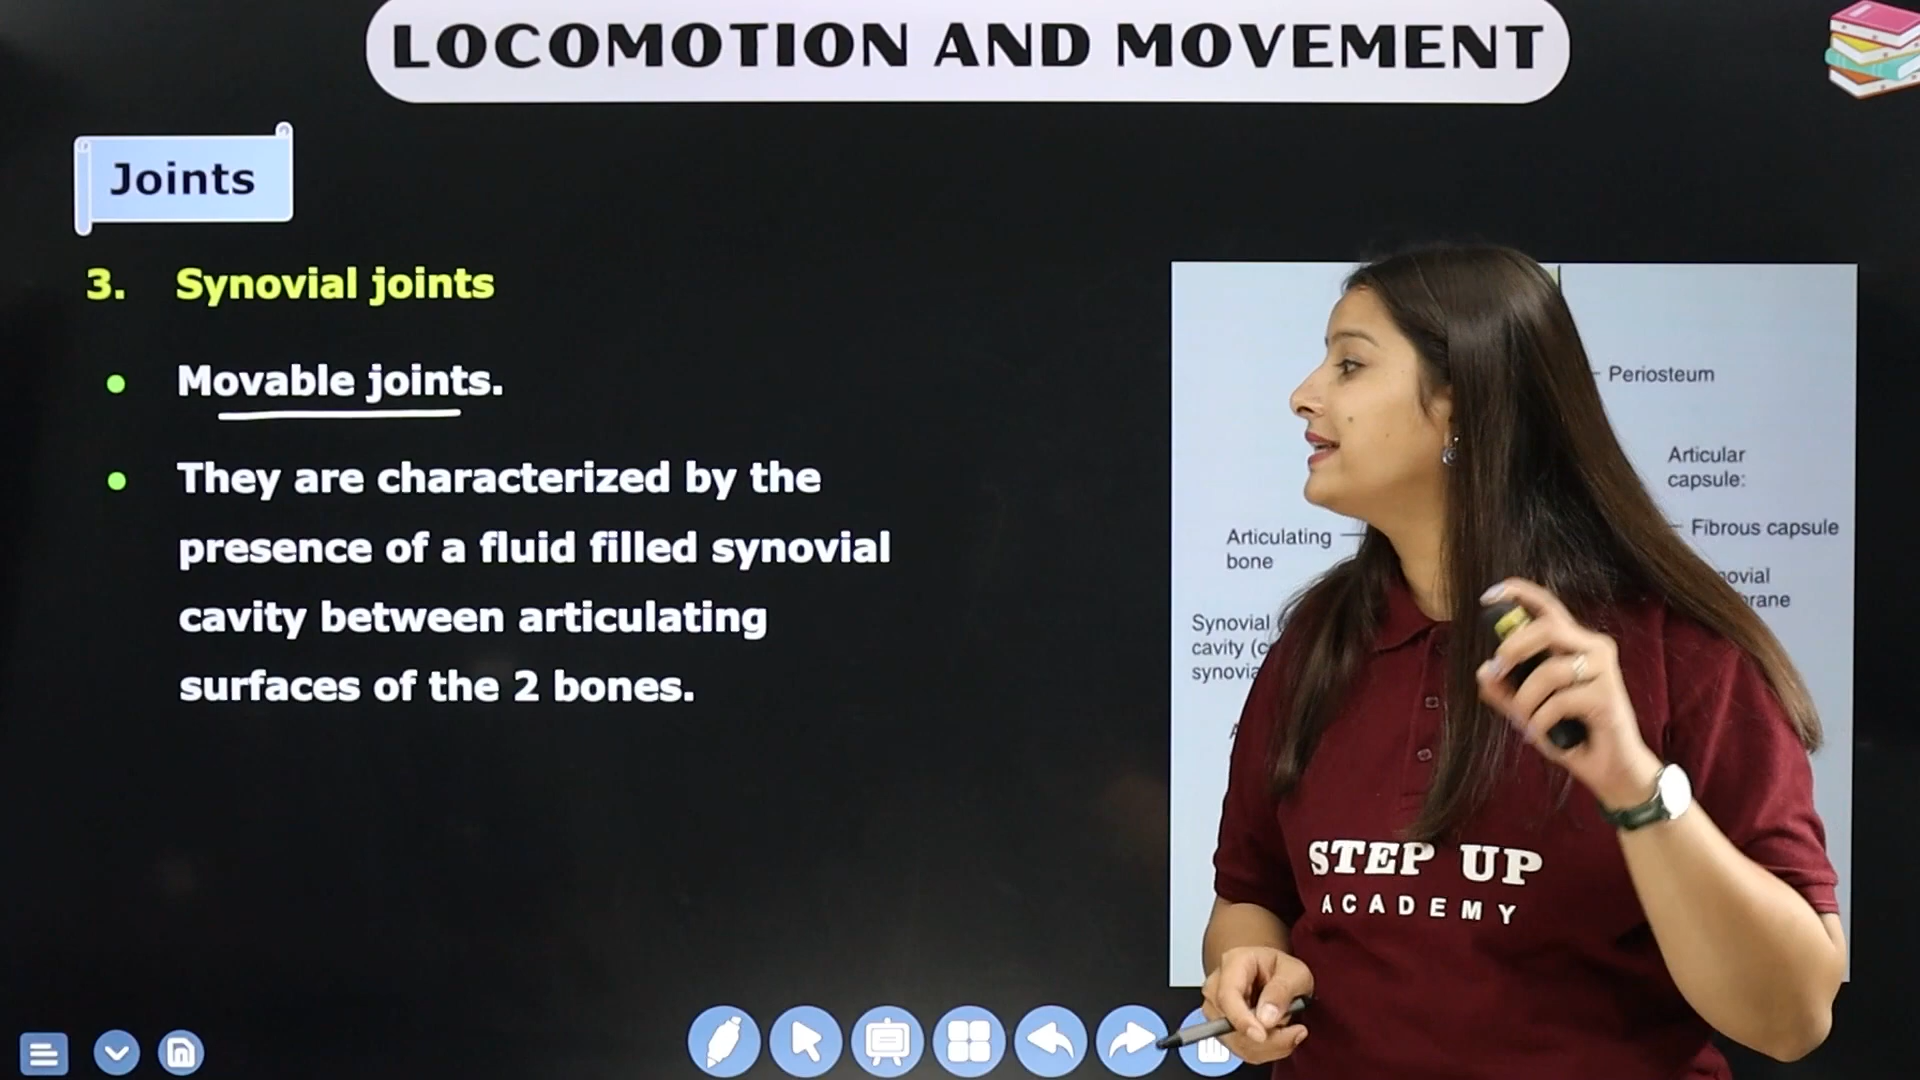 LOCOMOTION AND MOVEMENT
Joints
3. Synovial joints
Movable joints.
They are characterized by the
presence of a fluid filled synovial
cavity between articulating
surfaces of the 2 bones.
Periosteum
Articular
capsule:
Fibrous capsule
Articulating
bone
Synovial
cavity
STEP UP
ACADEMY